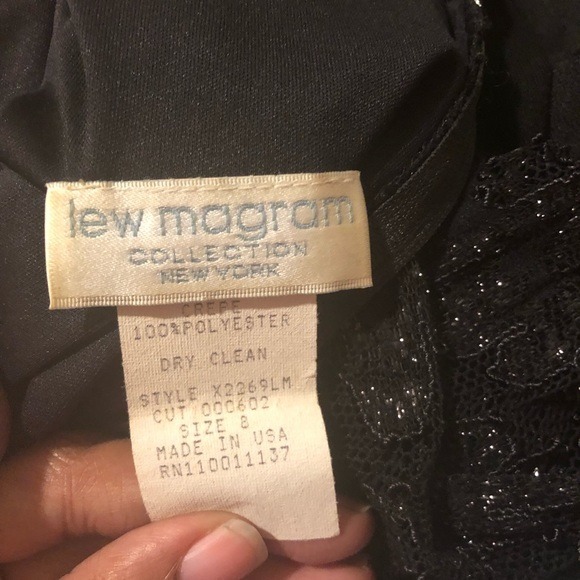 lew magram
COLLECTION
NEW YORK
CREPE
100%POLYESTER
DRY CLEAN
STYLE X2269LM
CUT 000602
SIZE 8
MADE IN USA
RN110011137